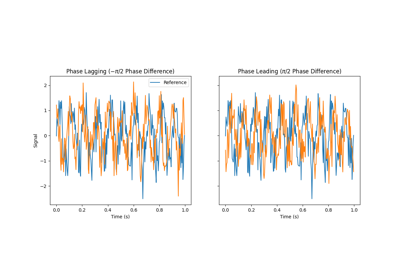 Phase Lagging (−π/2 Phase Difference)
Phase Leading (π/2 Phase Difference)
Reference
2
1
0
−1
−2
Signal
0.0 0.2 0.4 0.6 0.8 1.0
0.0 0.2 0.4 0.6 0.8 1.0
Time (s)
Time (s)